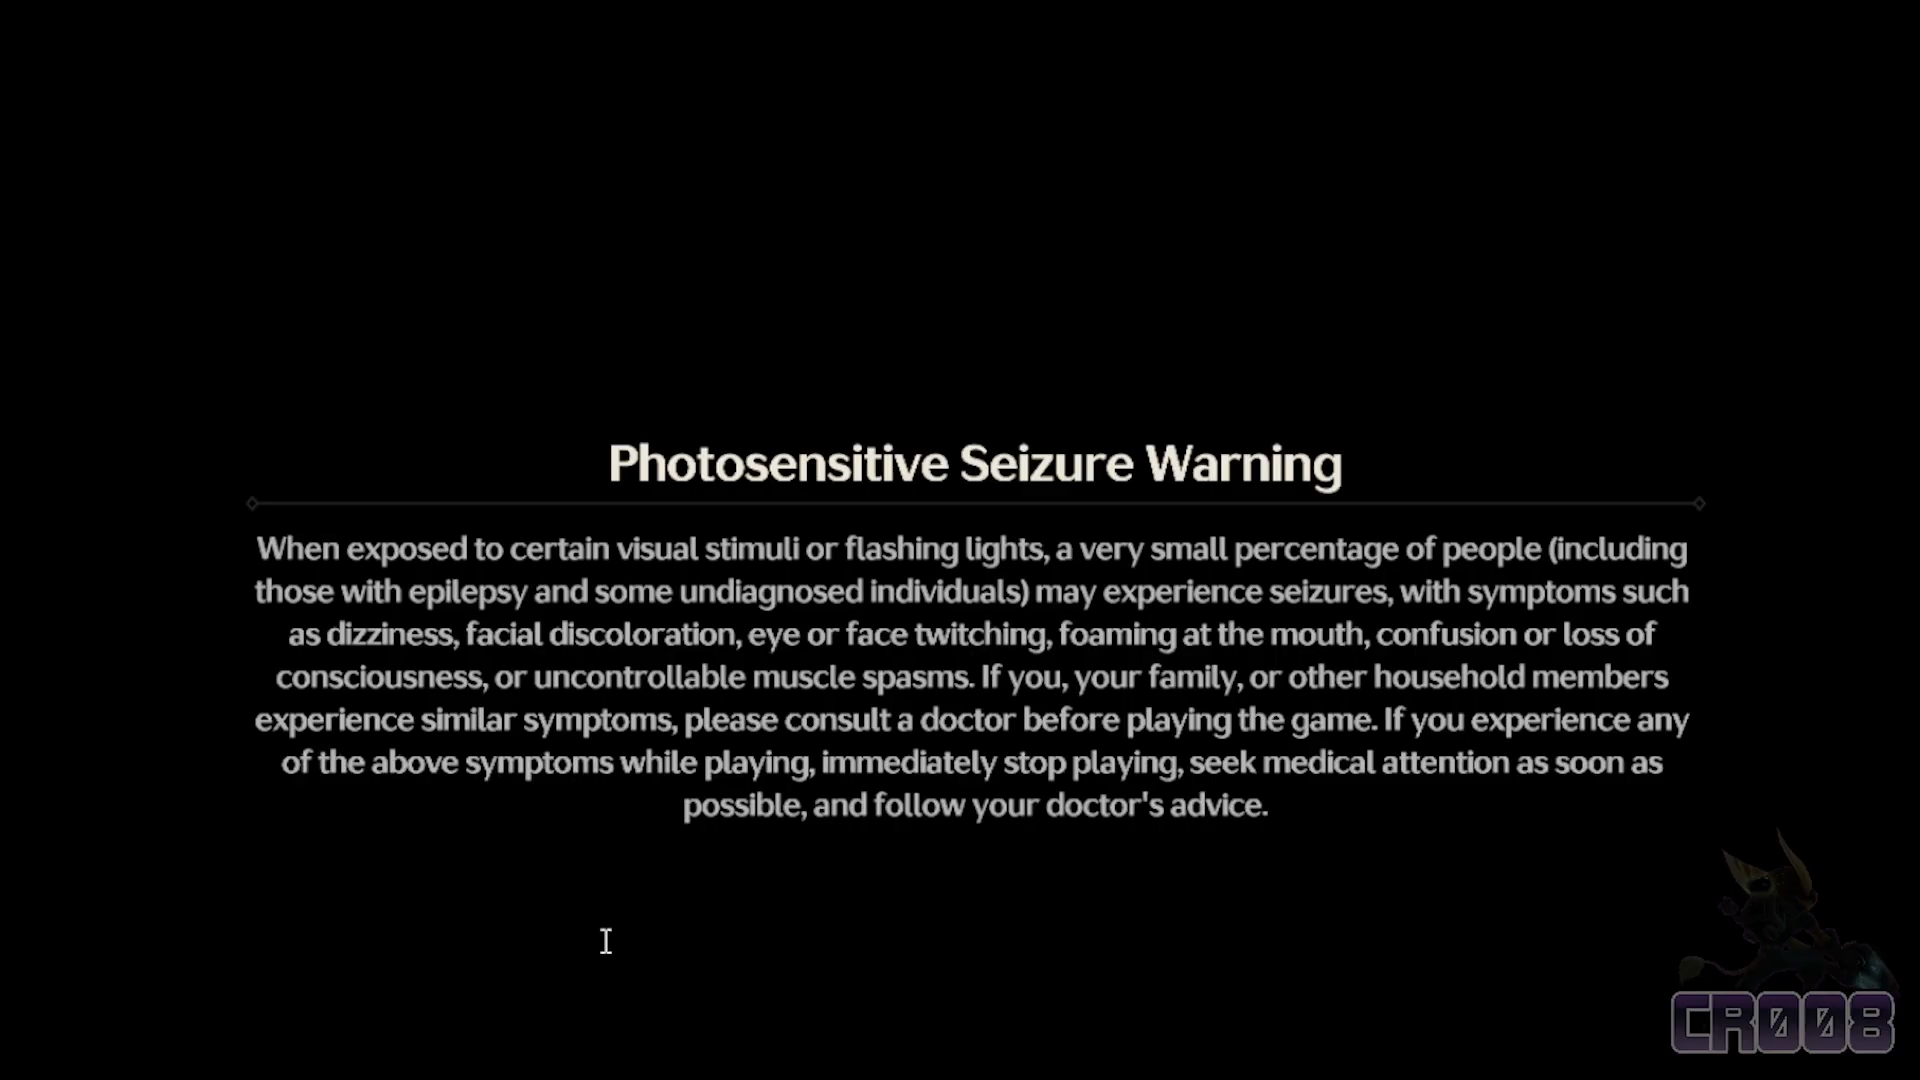 Photosensitive Seizure Warning
When exposed to certain visual stimuli or flashing lights, a very small percentage of people (including
those with epilepsy and some undiagnosed individuals) may experience seizures, with symptoms such
as dizziness, facial discoloration, eye or face twitching, foaming at the mouth, confusion or loss of
consciousness, or uncontrollable muscle spasms. If you, your family, or other household members
experience similar symptoms, please consult a doctor before playing the game. If you experience any
of the above symptoms while playing, immediately stop playing, seek medical attention as soon as
possible, and follow your doctor's advice.
CR008